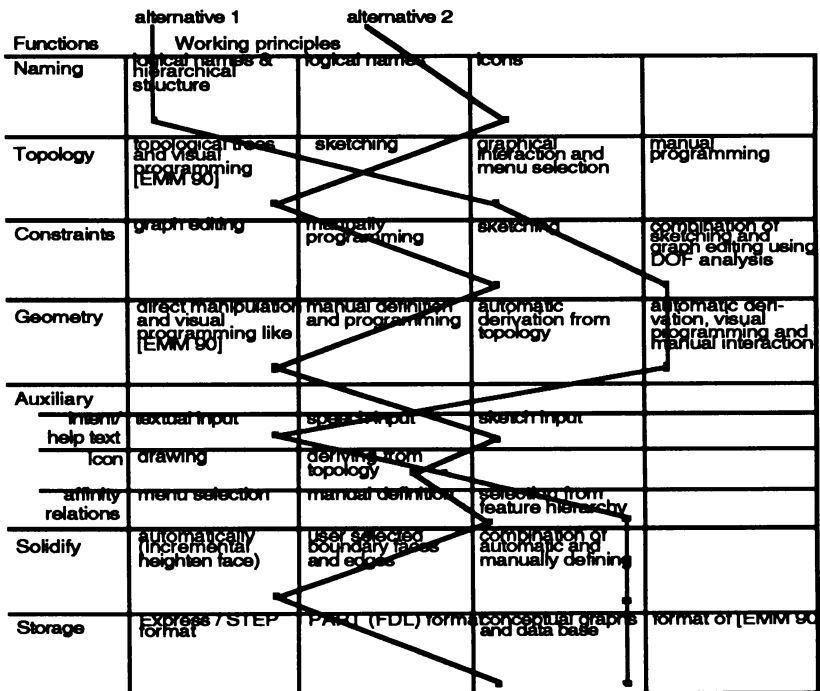 alternative 1 alternative 2
Functions Working principles
Naming
logical names &
hierarchical
structure
logical names
icons
Topology
topological trees
and visual
programming
[EMM 90]
sketching
graphical
interaction and
menu selection
manual
programming
Constraints
graph editing
manually
programming
sketching
combination of
sketching and
graph editing using
DOF analysis
Geometry
direct manipulation
and visual
programming like
[EMM 90]
manual definition
and programming
automatic
derivation from
topology
automatic deri-
vation, visual
programming and
manual interaction
Auxiliary
intent/
help text
textual input
speech input
sketch input
icon
drawing
deriving from
topology
affinity
relations
menu selection
manual definition
selection from
feature hierarchy
Solidify
automatically
(incremental
heighten face)
user selected
boundary faces
and edges
combination of
automatic and
manually defining
Storage
Express / STEP
format
PART (FDL) format
conceptual graphs
and data base
format of [EMM 90